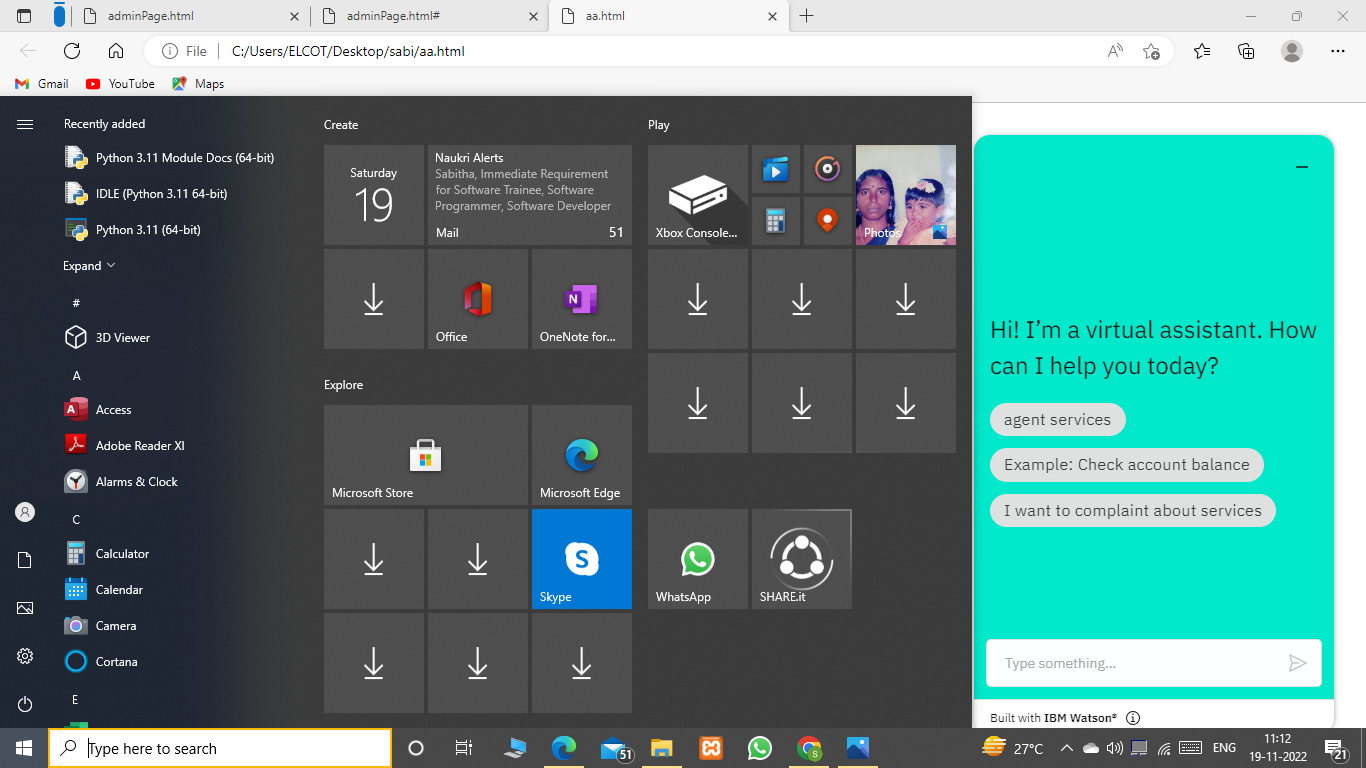 adminPage.html
adminPage.html#
aa.html
File
C:/Users/ELCOT/Desktop/sabi/aa.html
Gmail
YouTube
Maps
Recently added
Python 3.11 Module Docs (64-bit)
IDLE (Python 3.11 64-bit)
Python 3.11 (64-bit)
Expand
#
3D Viewer
A
Access
Adobe Reader XI
Alarms & Clock
C
Calculator
Calendar
Camera
Cortana
E
Create
Saturday
19
Naukri Alerts
Sabitha, Immediate Requirement
for Software Trainee, Software
Programmer, Software Developer
Mail
51
Office
OneNote for...
Explore
Microsoft Store
Microsoft Edge
Skype
Play
Xbox Console...
Photos
WhatsApp
SHARE.it
Hi! I’m a virtual assistant. How
can I help you today?
agent services
Example: Check account balance
I want to complaint about services
Type something...
Built with IBM Watson®
Type here to search
51
27°C
ENG
11:12
19-11-2022
21